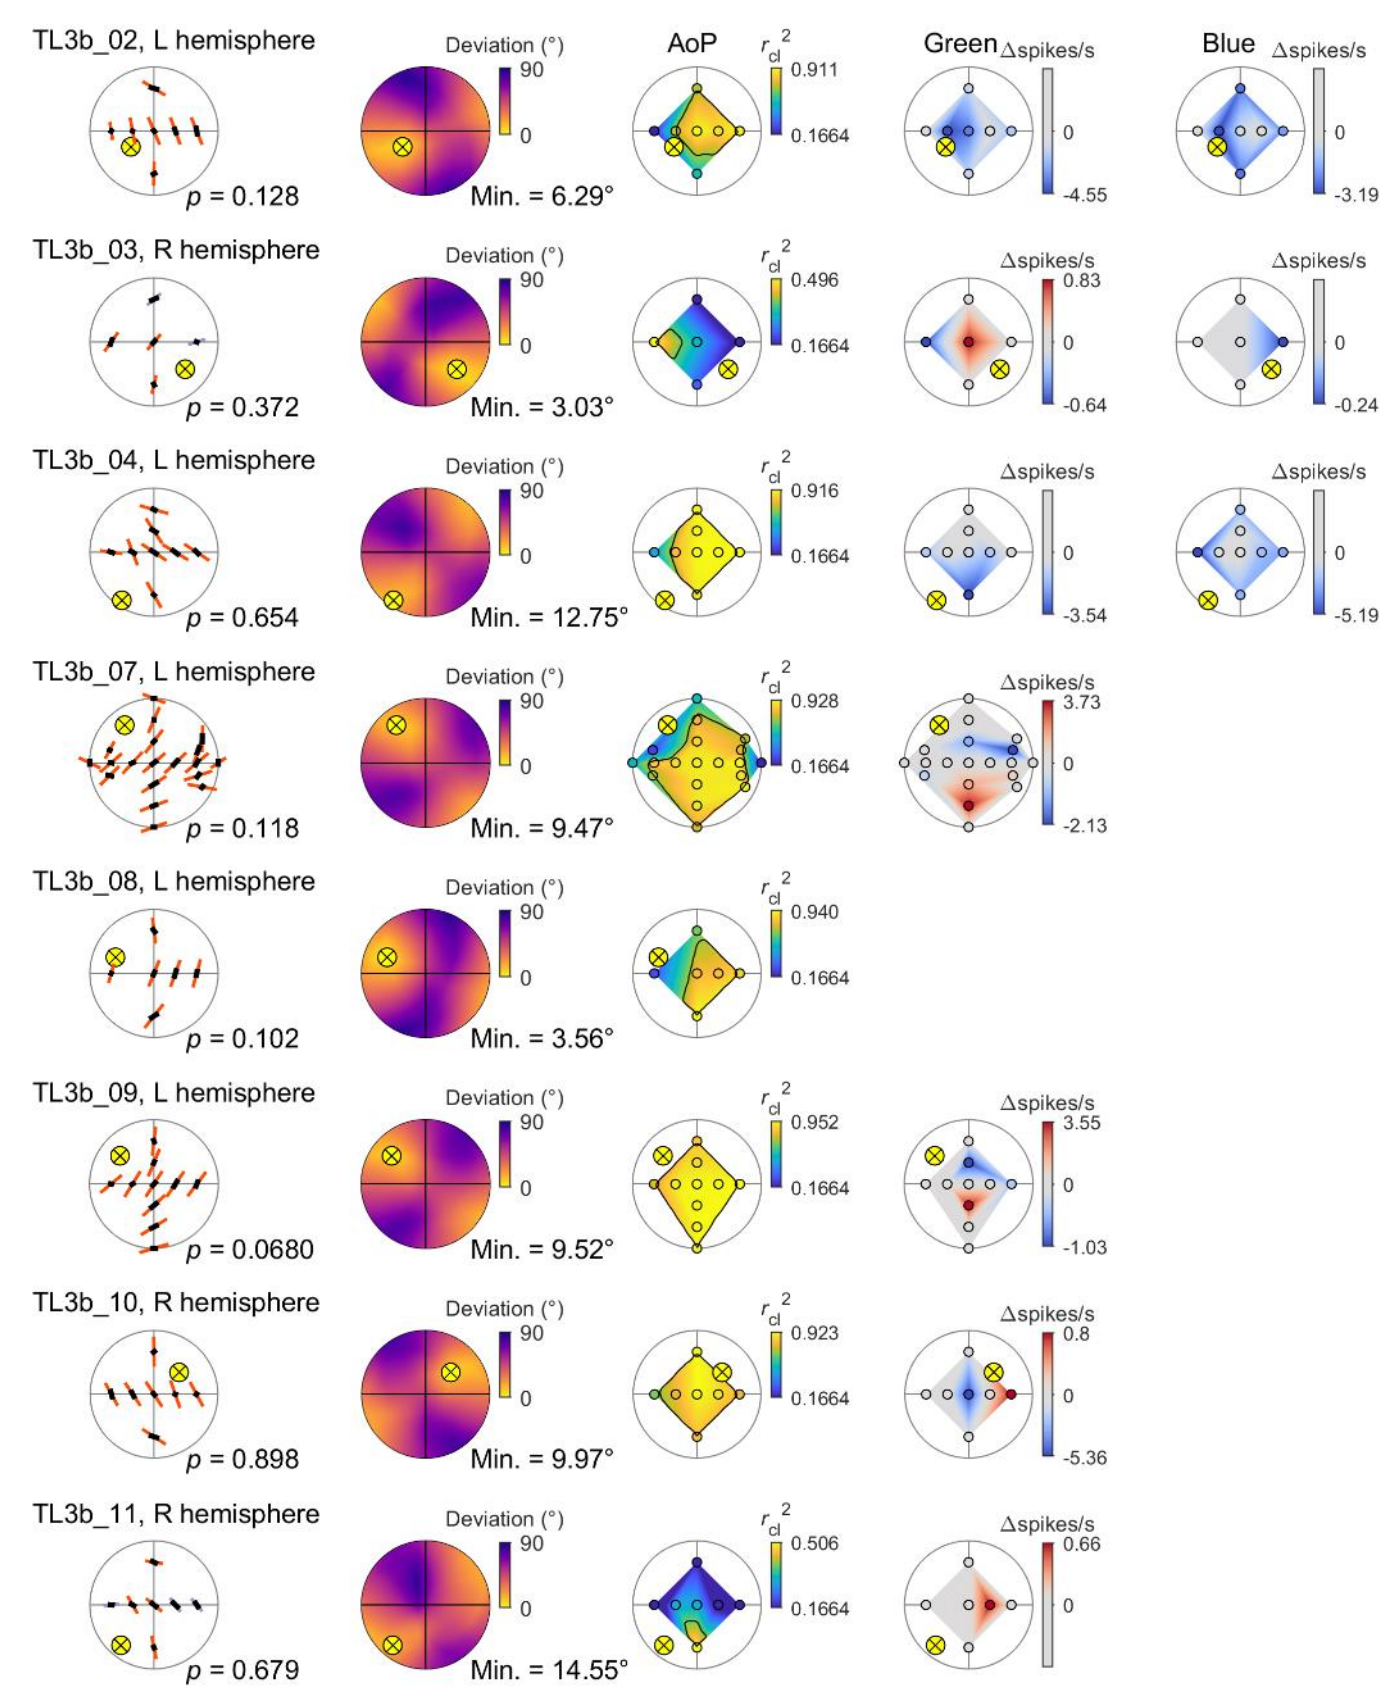 TL3b_02, L hemisphere
Deviation (°)
AoP
r_cl^2
Green
Δspikes/s
Blue
Δspikes/s
90
0.911
0
0.1664
0
-4.55
0
-3.19
p = 0.128
Min. = 6.29°
TL3b_03, R hemisphere
Deviation (°)
r_cl^2
Δspikes/s
Δspikes/s
90
0.496
0.83
0
0.1664
0
-0.64
0
-0.24
p = 0.372
Min. = 3.03°
TL3b_04, L hemisphere
Deviation (°)
r_cl^2
Δspikes/s
Δspikes/s
90
0.916
0
0.1664
0
-3.54
0
-5.19
p = 0.654
Min. = 12.75°
TL3b_07, L hemisphere
Deviation (°)
r_cl^2
Δspikes/s
90
0.928
3.73
0
0.1664
0
-2.13
p = 0.118
Min. = 9.47°
TL3b_08, L hemisphere
Deviation (°)
r_cl^2
90
0.940
0
0.1664
p = 0.102
Min. = 3.56°
TL3b_09, L hemisphere
Deviation (°)
r_cl^2
Δspikes/s
90
0.952
3.55
0
0.1664
0
-1.03
p = 0.0680
Min. = 9.52°
TL3b_10, R hemisphere
Deviation (°)
r_cl^2
Δspikes/s
90
0.923
0.8
0
0.1664
0
-5.36
p = 0.898
Min. = 9.97°
TL3b_11, R hemisphere
Deviation (°)
r_cl^2
Δspikes/s
90
0.506
0.66
0
0.1664
0
p = 0.679
Min. = 14.55°